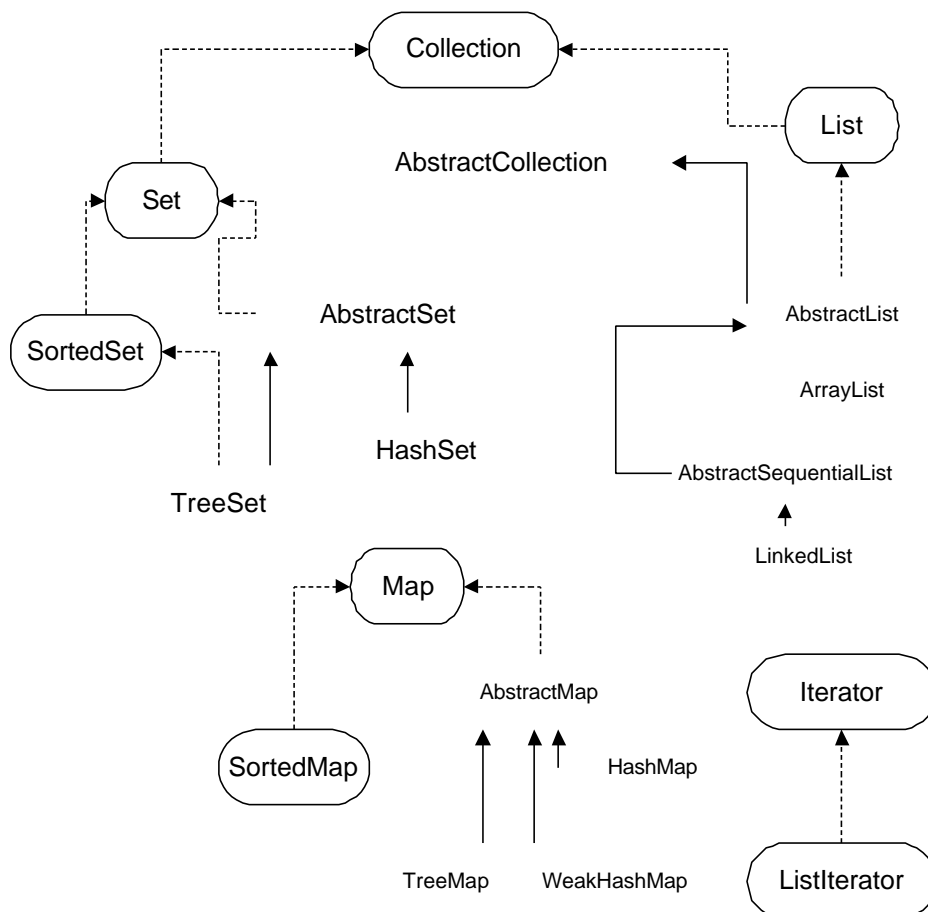 Collection
List
AbstractCollection
Set
AbstractSet
AbstractList
SortedSet
ArrayList
HashSet
AbstractSequentialList
TreeSet
LinkedList
Map
AbstractMap
Iterator
SortedMap
HashMap
TreeMap
WeakHashMap
ListIterator